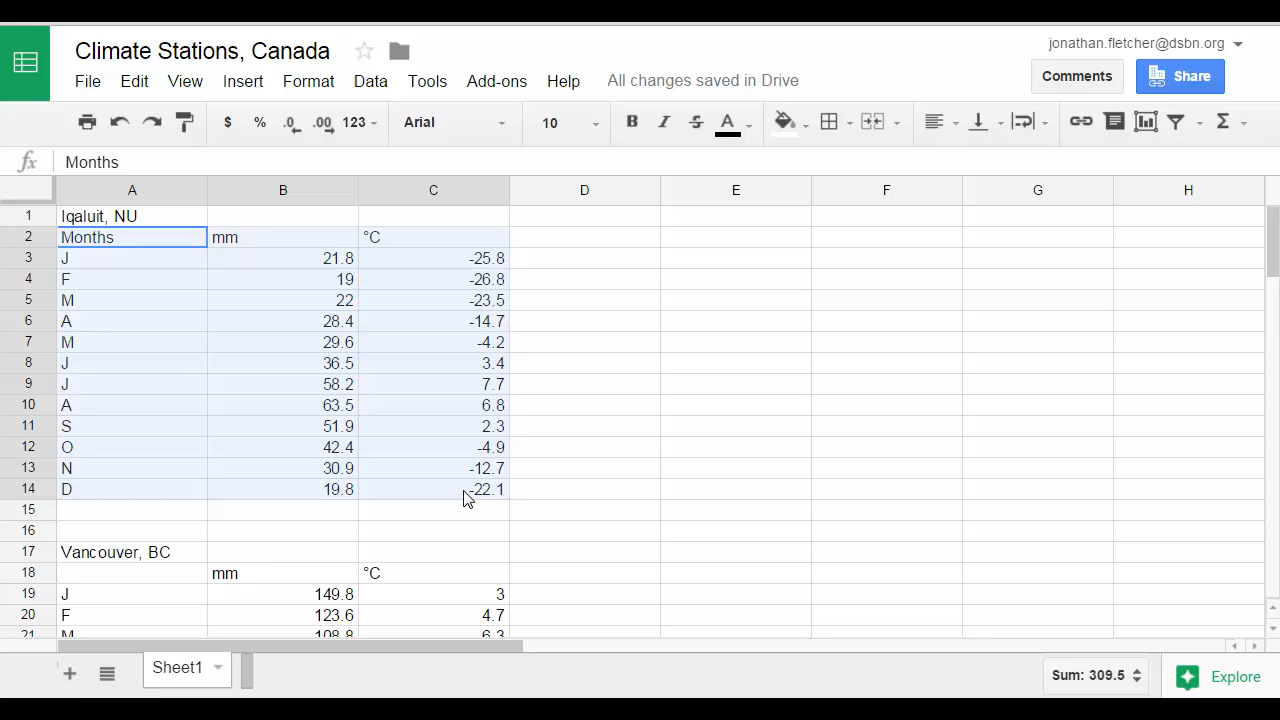 Climate Stations, Canada
jonathan.fletcher@dsbn.org
File Edit View Insert Format Data Tools Add-ons Help All changes saved in Drive
Comments Share
$ % .0 .00 123 Arial 10 B I S A Σ
fx Months
A B C D E F G H
1 Iqaluit, NU
2 Months mm °C
3 J 21.8 -25.8
4 F 19 -26.8
5 M 22 -23.5
6 A 28.4 -14.7
7 M 29.6 -4.2
8 J 36.5 3.4
9 J 58.2 7.7
10 A 63.5 6.8
11 S 51.9 2.3
12 O 42.4 -4.9
13 N 30.9 -12.7
14 D 19.8 -22.1
15
16
17 Vancouver, BC
18 mm °C
19 J 149.8 3
20 F 123.6 4.7
21 M 108.8 6.3
+ Sheet1 Sum: 309.5 Explore